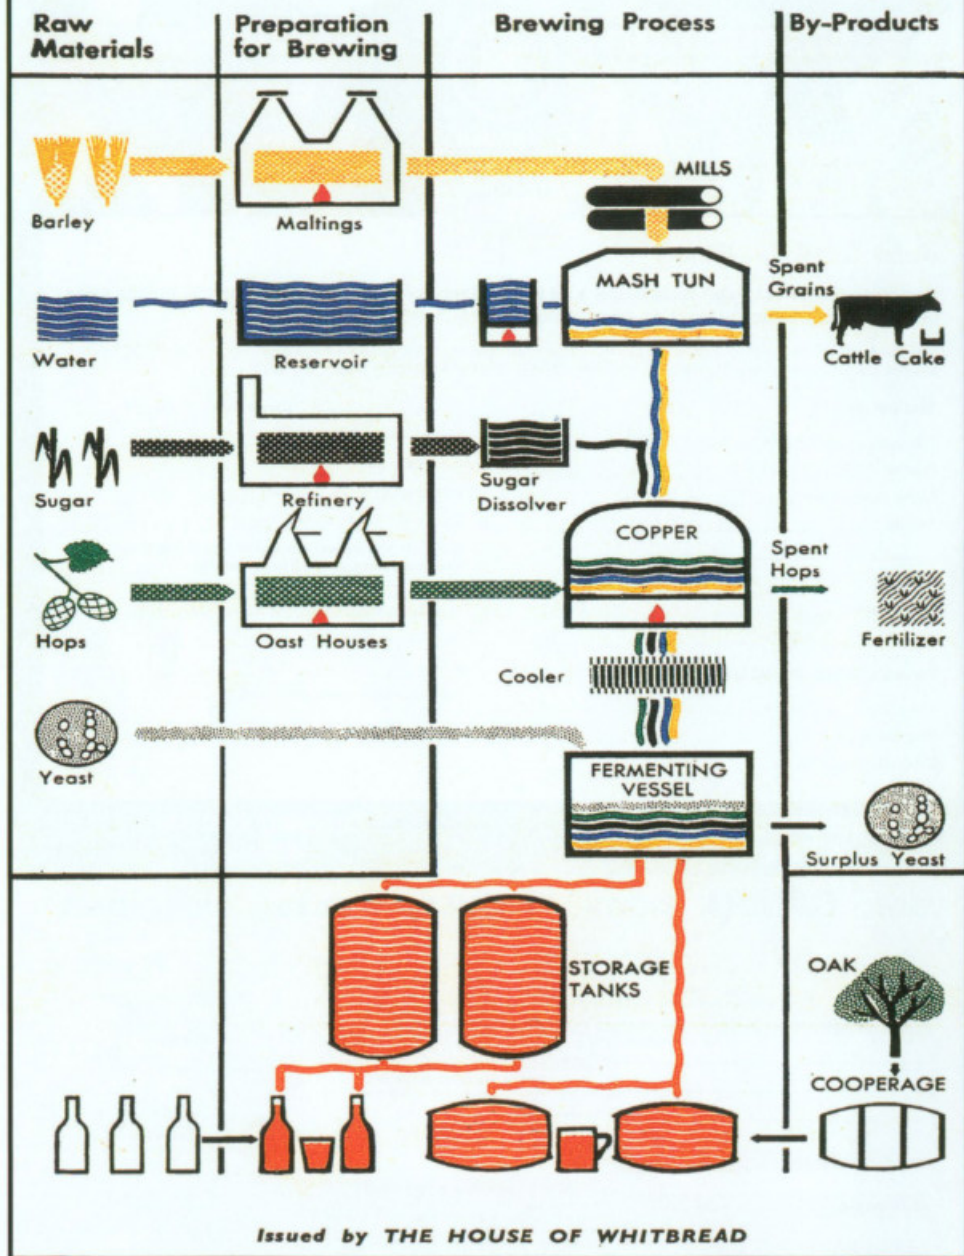 Raw
Materials
Preparation
for Brewing
Brewing Process
By-Products
Barley
Maltings
MILLS
Water
Reservoir
MASH TUN
Spent
Grains
Cattle Cake
Sugar
Refinery
Sugar
Dissolver
Hops
Oast Houses
COPPER
Spent
Hops
Fertilizer
Cooler
Yeast
FERMENTING
VESSEL
Surplus Yeast
STORAGE
TANKS
OAK
COOPERAGE
Issued by THE HOUSE OF WHITBREAD